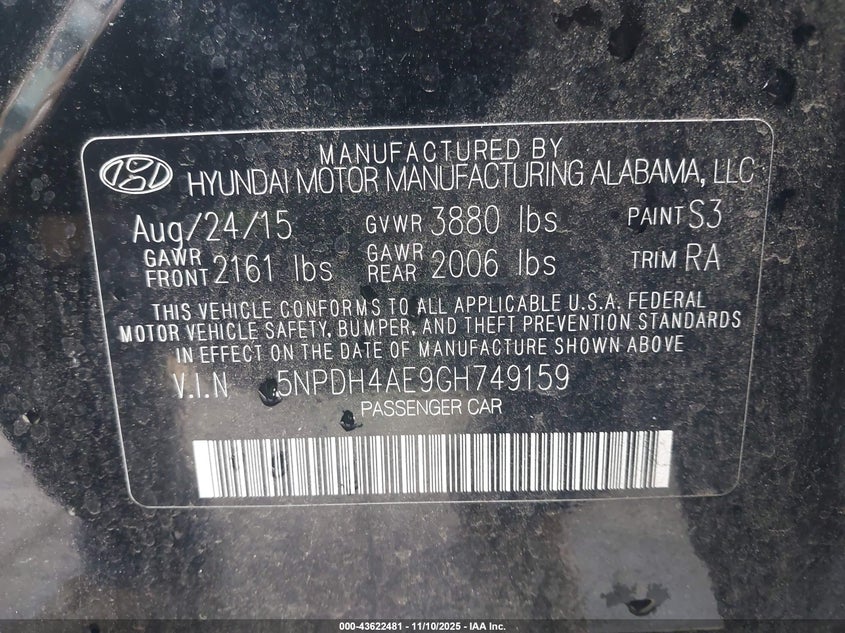 MANUFACTURED BY
HYUNDAI MOTOR MANUFACTURING ALABAMA, LLC
Aug/24/15 GVWR 3880 lbs PAINT S3
GAWR FRONT 2161 lbs GAWR REAR 2006 lbs TRIM RA
THIS VEHICLE CONFORMS TO ALL APPLICABLE U.S.A. FEDERAL
MOTOR VEHICLE SAFETY, BUMPER, AND THEFT PREVENTION STANDARDS
IN EFFECT ON THE DATE OF MANUFACTURE SHOWN ABOVE
V.I.N 5NPDH4AE9GH749159
PASSENGER CAR
000-43622481 - 11/10/2025 - IAA Inc.